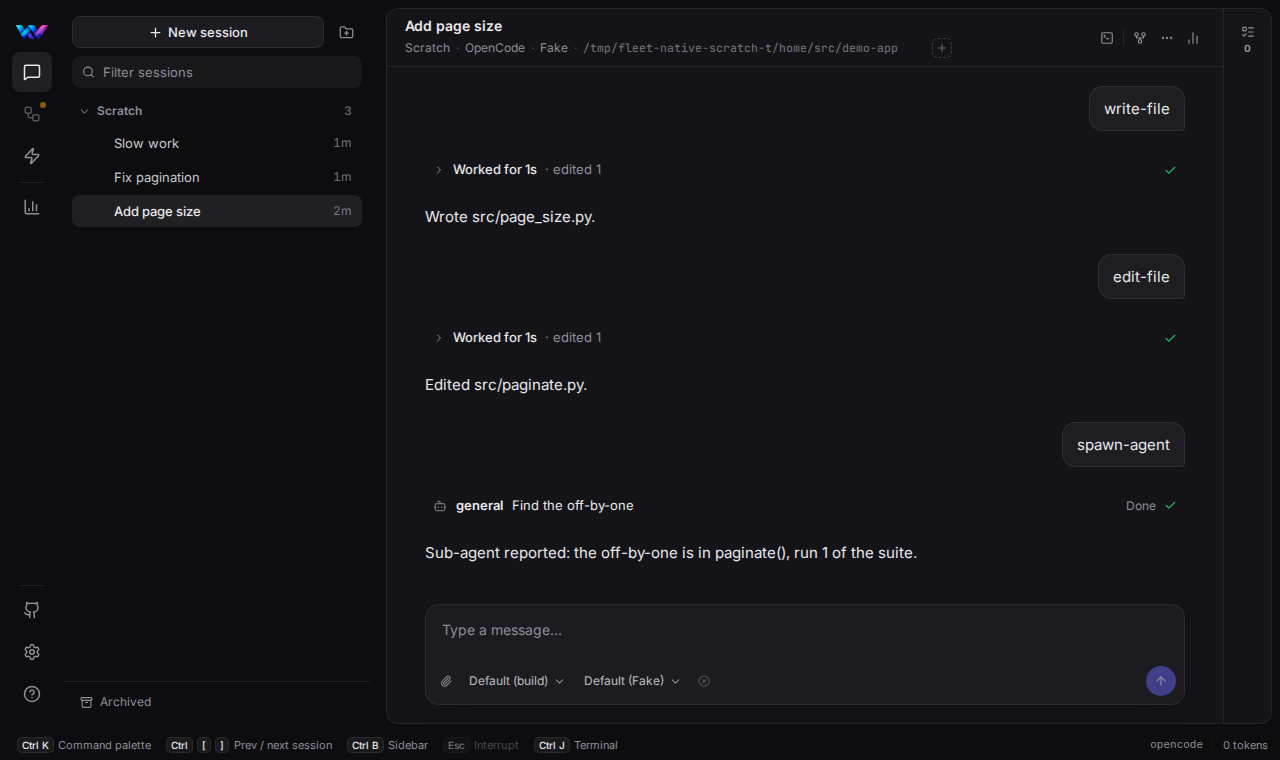 New session
Filter sessions
Scratch 3
Slow work 1m
Fix pagination 1m
Add page size 2m
Archived
Add page size
Scratch · OpenCode · Fake · /tmp/fleet-native-scratch-t/home/src/demo-app
0
write-file
Worked for 1s · edited 1
Wrote src/page_size.py.
edit-file
Worked for 1s · edited 1
Edited src/paginate.py.
spawn-agent
general Find the off-by-one Done
Sub-agent reported: the off-by-one is in paginate(), run 1 of the suite.
Type a message...
Default (build) Default (Fake)
Ctrl K Command palette Ctrl [ ] Prev / next session Ctrl B Sidebar Esc Interrupt Ctrl J Terminal opencode 0 tokens